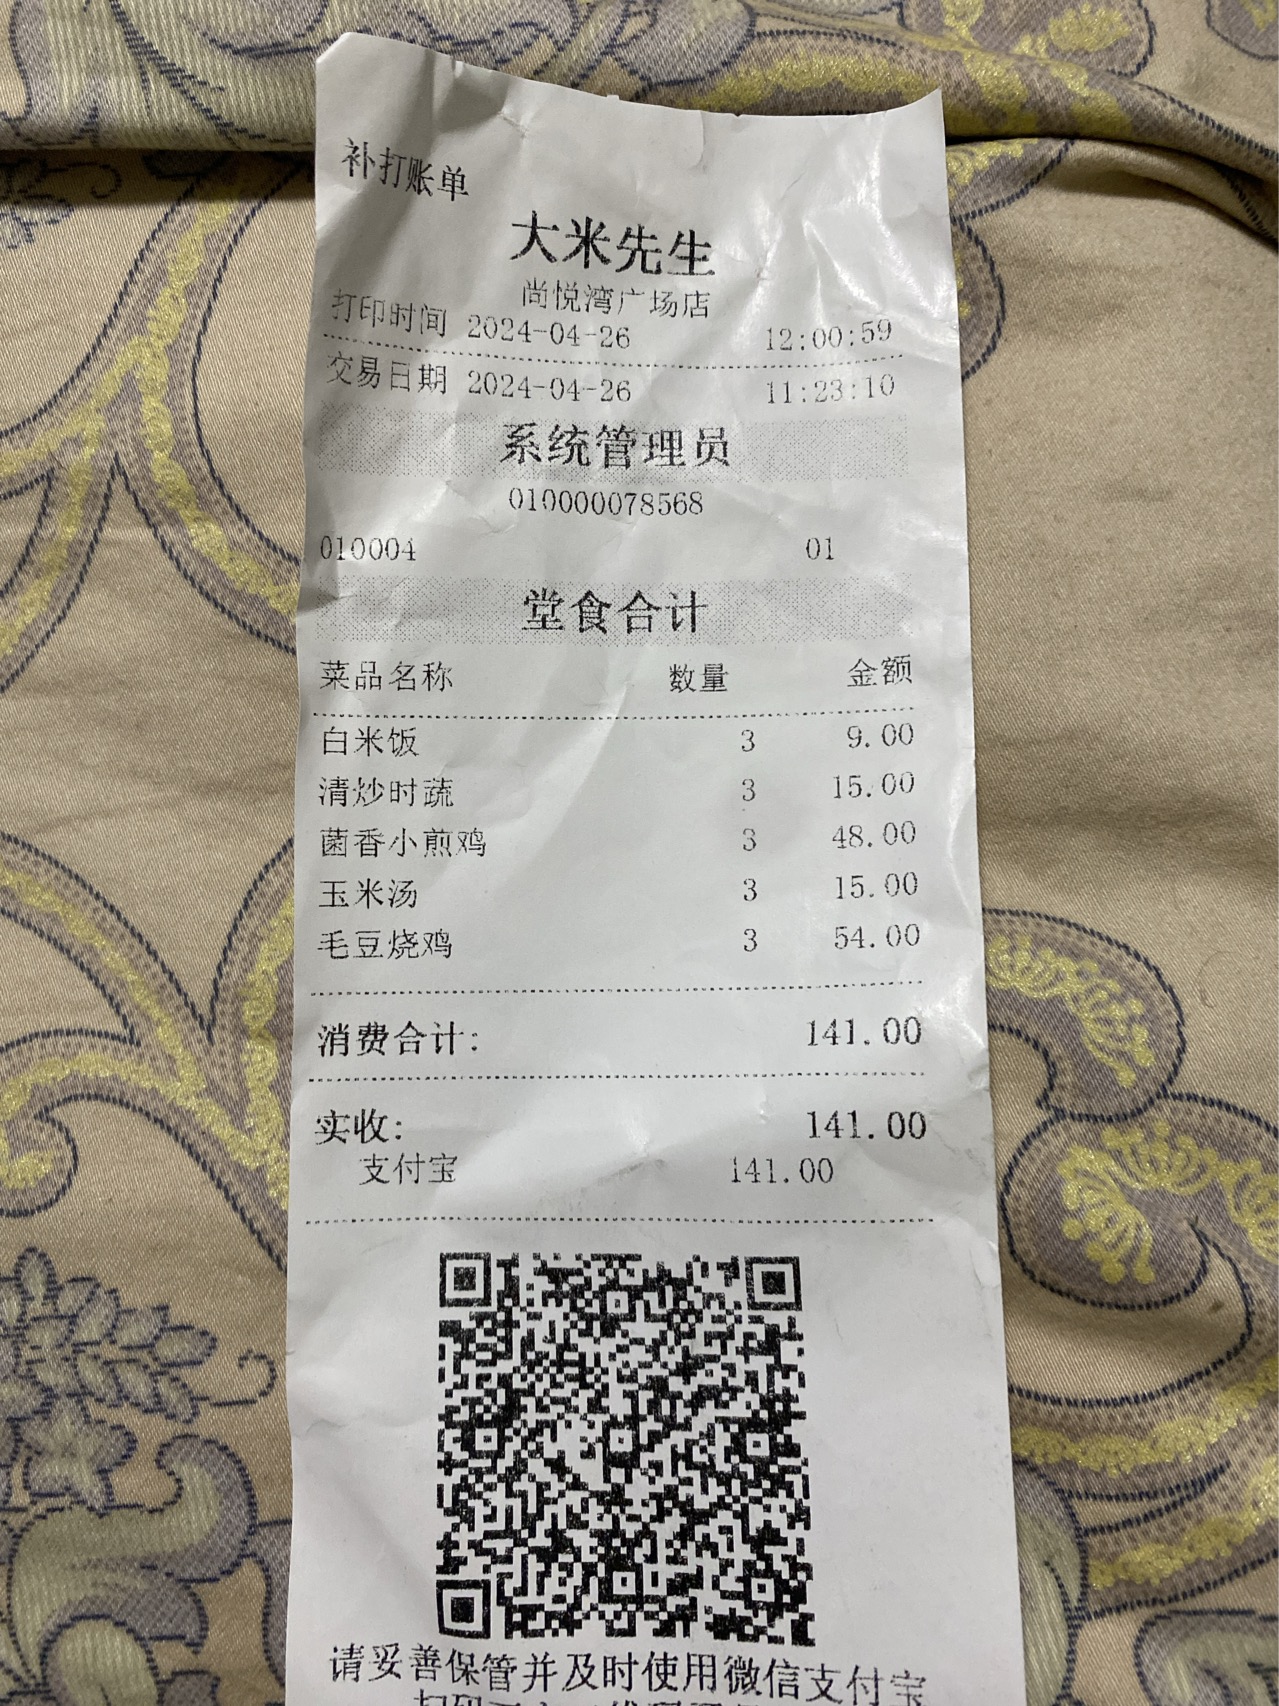 补打账单
大米先生
尚悦湾广场店
打印时间 2024-04-26 12:00:59
交易日期 2024-04-26 11:23:10
系统管理员
010000078568
010004 01
堂食合计
菜品名称 数量 金额
白米饭 3 9.00
清炒时蔬 3 15.00
菌香小煎鸡 3 48.00
玉米汤 3 15.00
毛豆烧鸡 3 54.00
消费合计: 141.00
实收: 141.00
支付宝 141.00
请妥善保管并及时使用微信支付宝